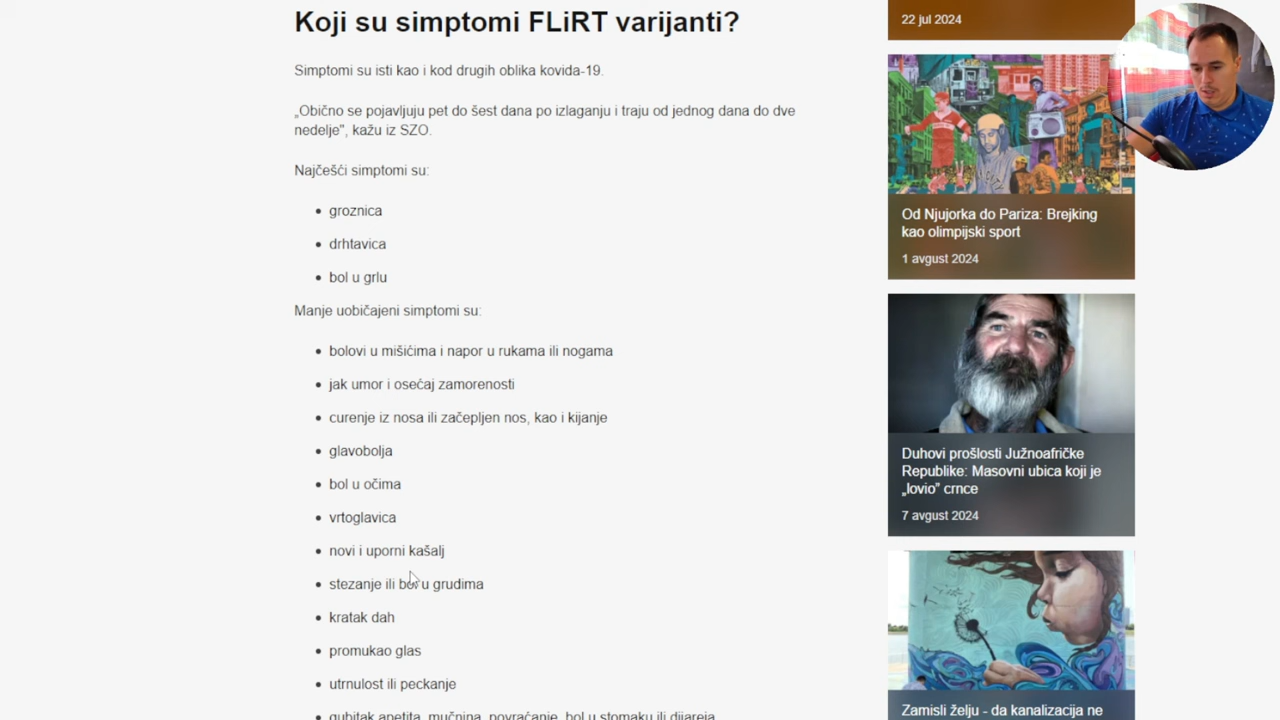 Koji su simptomi FLiRT varijanti?
Simptomi su isti kao i kod drugih oblika kovida-19.
„Obično se pojavljuju pet do šest dana po izlaganju i traju od jednog dana do dve
nedelje", kažu iz SZO.
Najčešći simptomi su:
groznica
drhtavica
bol u grlu
Manje uobičajeni simptomi su:
bolovi u mišićima i napor u rukama ili nogama
jak umor i osećaj zamorenosti
curenje iz nosa ili začepljen nos, kao i kijanje
glavobolja
bol u očima
vrtoglavica
novi i uporni kašalj
stezanje ili bol u grudima
kratak dah
promukao glas
utrnulost ili peckanje
gubitak apetita, mučnina, povraćanje, bol u stomaku ili dijareja
22 jul 2024
Od Njujorka do Pariza: Brejking
kao olimpijski sport
1 avgust 2024
Duhovi prošlosti Južnoafričke
Republike: Masovni ubica koji je
„lovio” crnce
7 avgust 2024
Zamisli želju - da kanalizacija ne